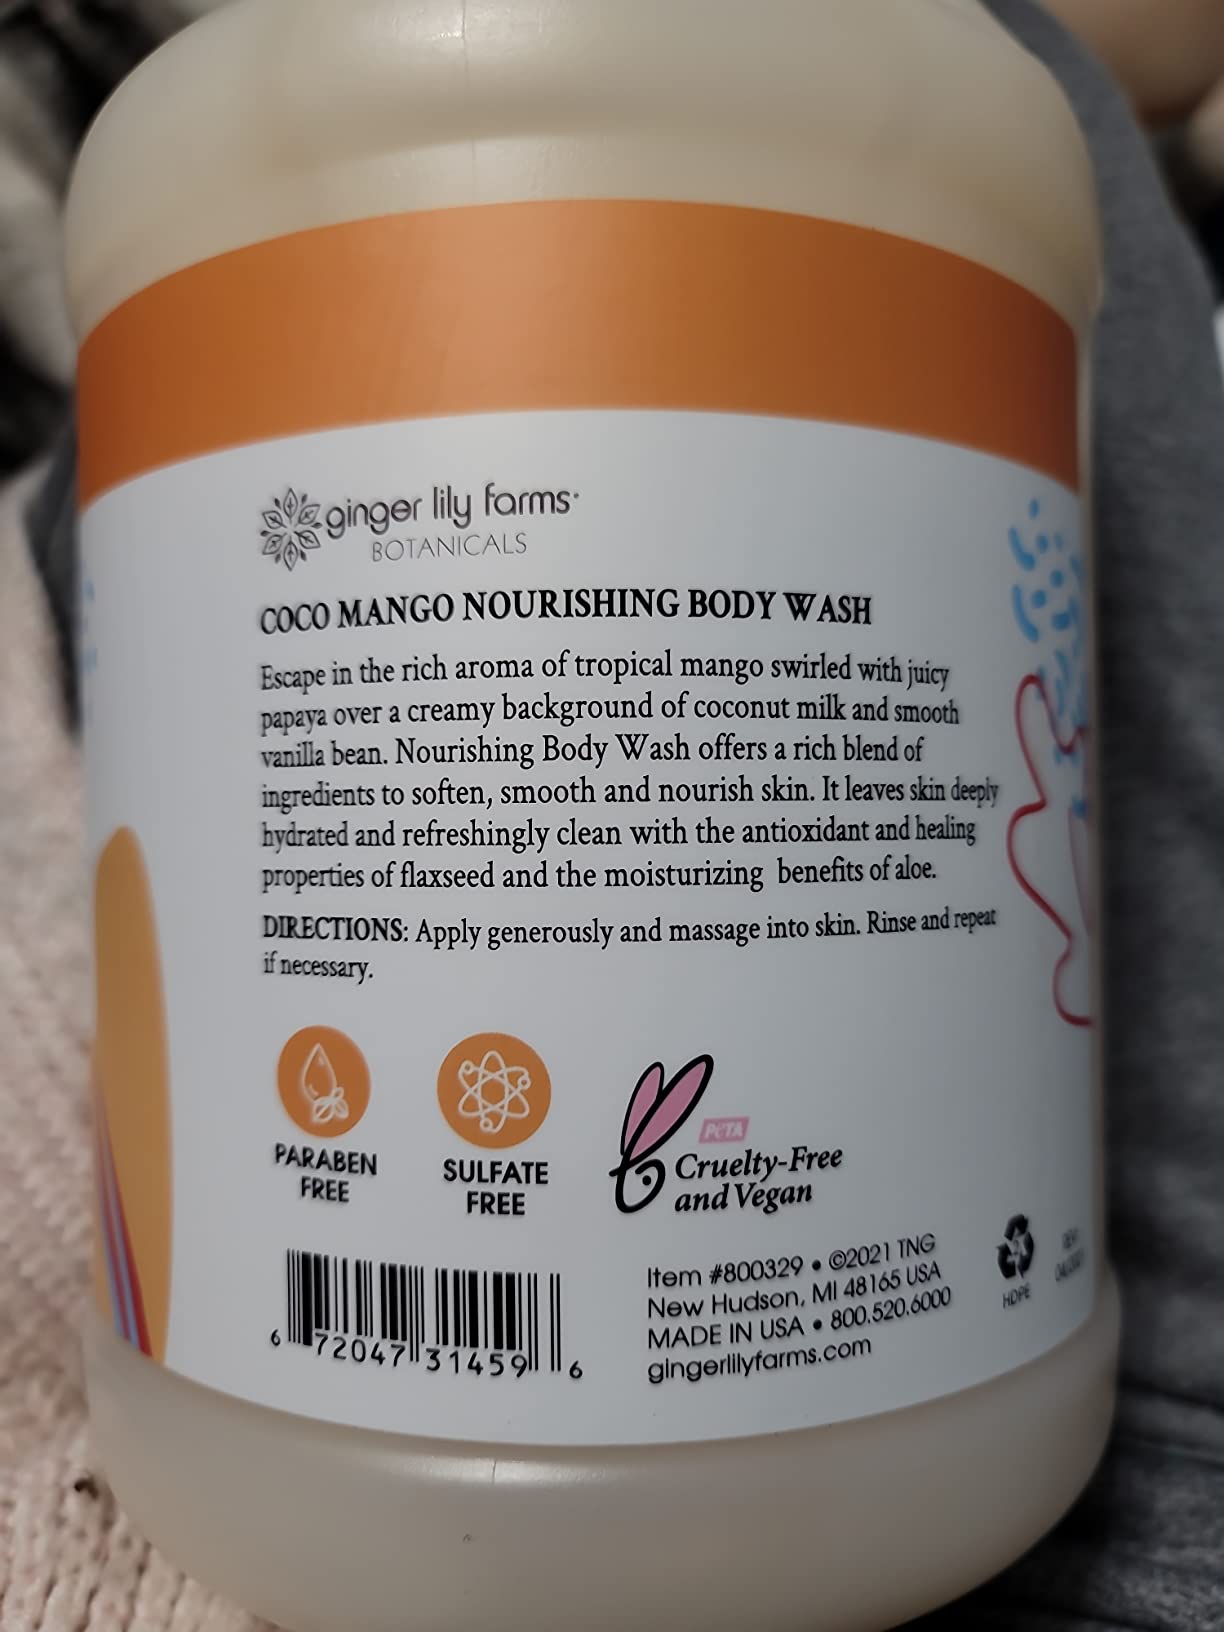 ginger lily farms
BOTANICALS
COCO MANGO NOURISHING BODY WASH
Escape in the rich aroma of tropical mango swirled with juicy
papaya over a creamy background of coconut milk and smooth
vanilla bean. Nourishing Body Wash offers a rich blend of
ingredients to soften, smooth and nourish skin. It leaves skin deeply
hydrated and refreshingly clean with the antioxidant and healing
properties of flaxseed and the moisturizing benefits of aloe.
DIRECTIONS: Apply generously and massage into skin. Rinse and repeat
if necessary.
PARABEN
FREE
SULFATE
FREE
PETA
Cruelty-Free
and Vegan
6 72047 31459 6
Item #800329 • ©2021 TNG
New Hudson, MI 48165 USA
MADE IN USA • 800.520.6000
gingerlilyfarms.com
2
HDPE